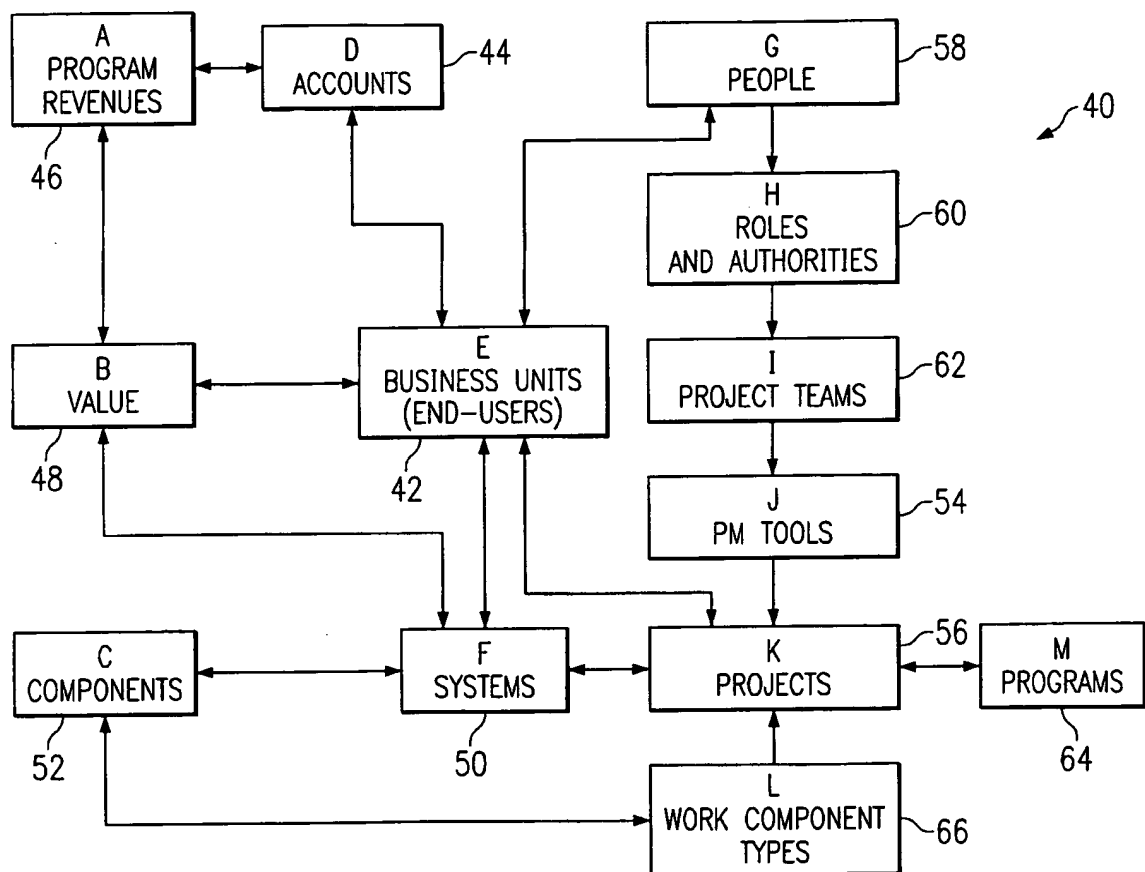 A
PROGRAM
REVENUES
46
D
ACCOUNTS
44
G
PEOPLE
58
40
H
ROLES
AND AUTHORITIES
60
B
VALUE
48
E
BUSINESS UNITS
(END-USERS)
42
I
PROJECT TEAMS
62
J
PM TOOLS
54
C
COMPONENTS
52
F
SYSTEMS
50
K
PROJECTS
56
M
PROGRAMS
64
L
WORK COMPONENT
TYPES
66